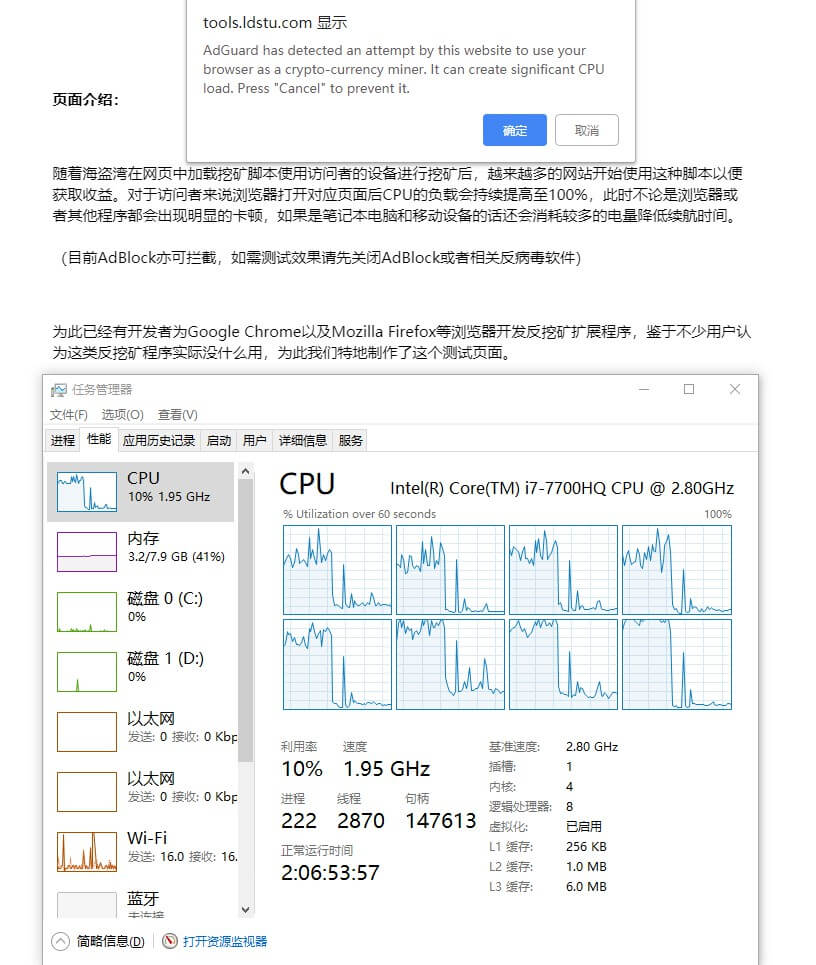 tools.ldstu.com 显示
AdGuard has detected an attempt by this website to use your
browser as a crypto-currency miner. It can create significant CPU
load. Press "Cancel" to prevent it.
确定
取消
页面介绍：
随着海盗湾在网页中加载挖矿脚本使用访问者的设备进行挖矿后，越来越多的网站开始使用这种脚本以便
获取收益。对于访问者来说浏览器打开对应页面后CPU的负载会持续提高至100%，此时不论是浏览器或
者其他程序都会出现明显的卡顿，如果是笔记本电脑和移动设备的话还会消耗较多的电量降低续航时间。
（目前AdBlock亦可拦截，如需测试效果请先关闭AdBlock或者相关反病毒软件）
为此已经有开发者为Google Chrome以及Mozilla Firefox等浏览器开发反挖矿扩展程序，鉴于不少用户认
为这类反挖矿程序实际没什么用，为此我们特地制作了这个测试页面。
任务管理器
文件(F) 选项(O) 查看(V)
进程 性能 应用历史记录 启动 用户 详细信息 服务
CPU
10% 1.95 GHz
内存
3.2/7.9 GB (41%)
磁盘 0 (C:)
0%
磁盘 1 (D:)
0%
以太网
发送: 0 接收: 0 Kbp
以太网
发送: 0 接收: 0 Kbp
Wi-Fi
发送: 16.0 接收: 16.
蓝牙
未连接
CPU
Intel(R) Core(TM) i7-7700HQ CPU @ 2.80GHz
% Utilization over 60 seconds
100%
利用率 速度
10% 1.95 GHz
进程 线程 句柄
222 2870 147613
正常运行时间
2:06:53:57
基准速度: 2.80 GHz
插槽: 1
内核: 4
逻辑处理器: 8
虚拟化: 已启用
L1 缓存: 256 KB
L2 缓存: 1.0 MB
L3 缓存: 6.0 MB
简略信息(D)
打开资源监视器